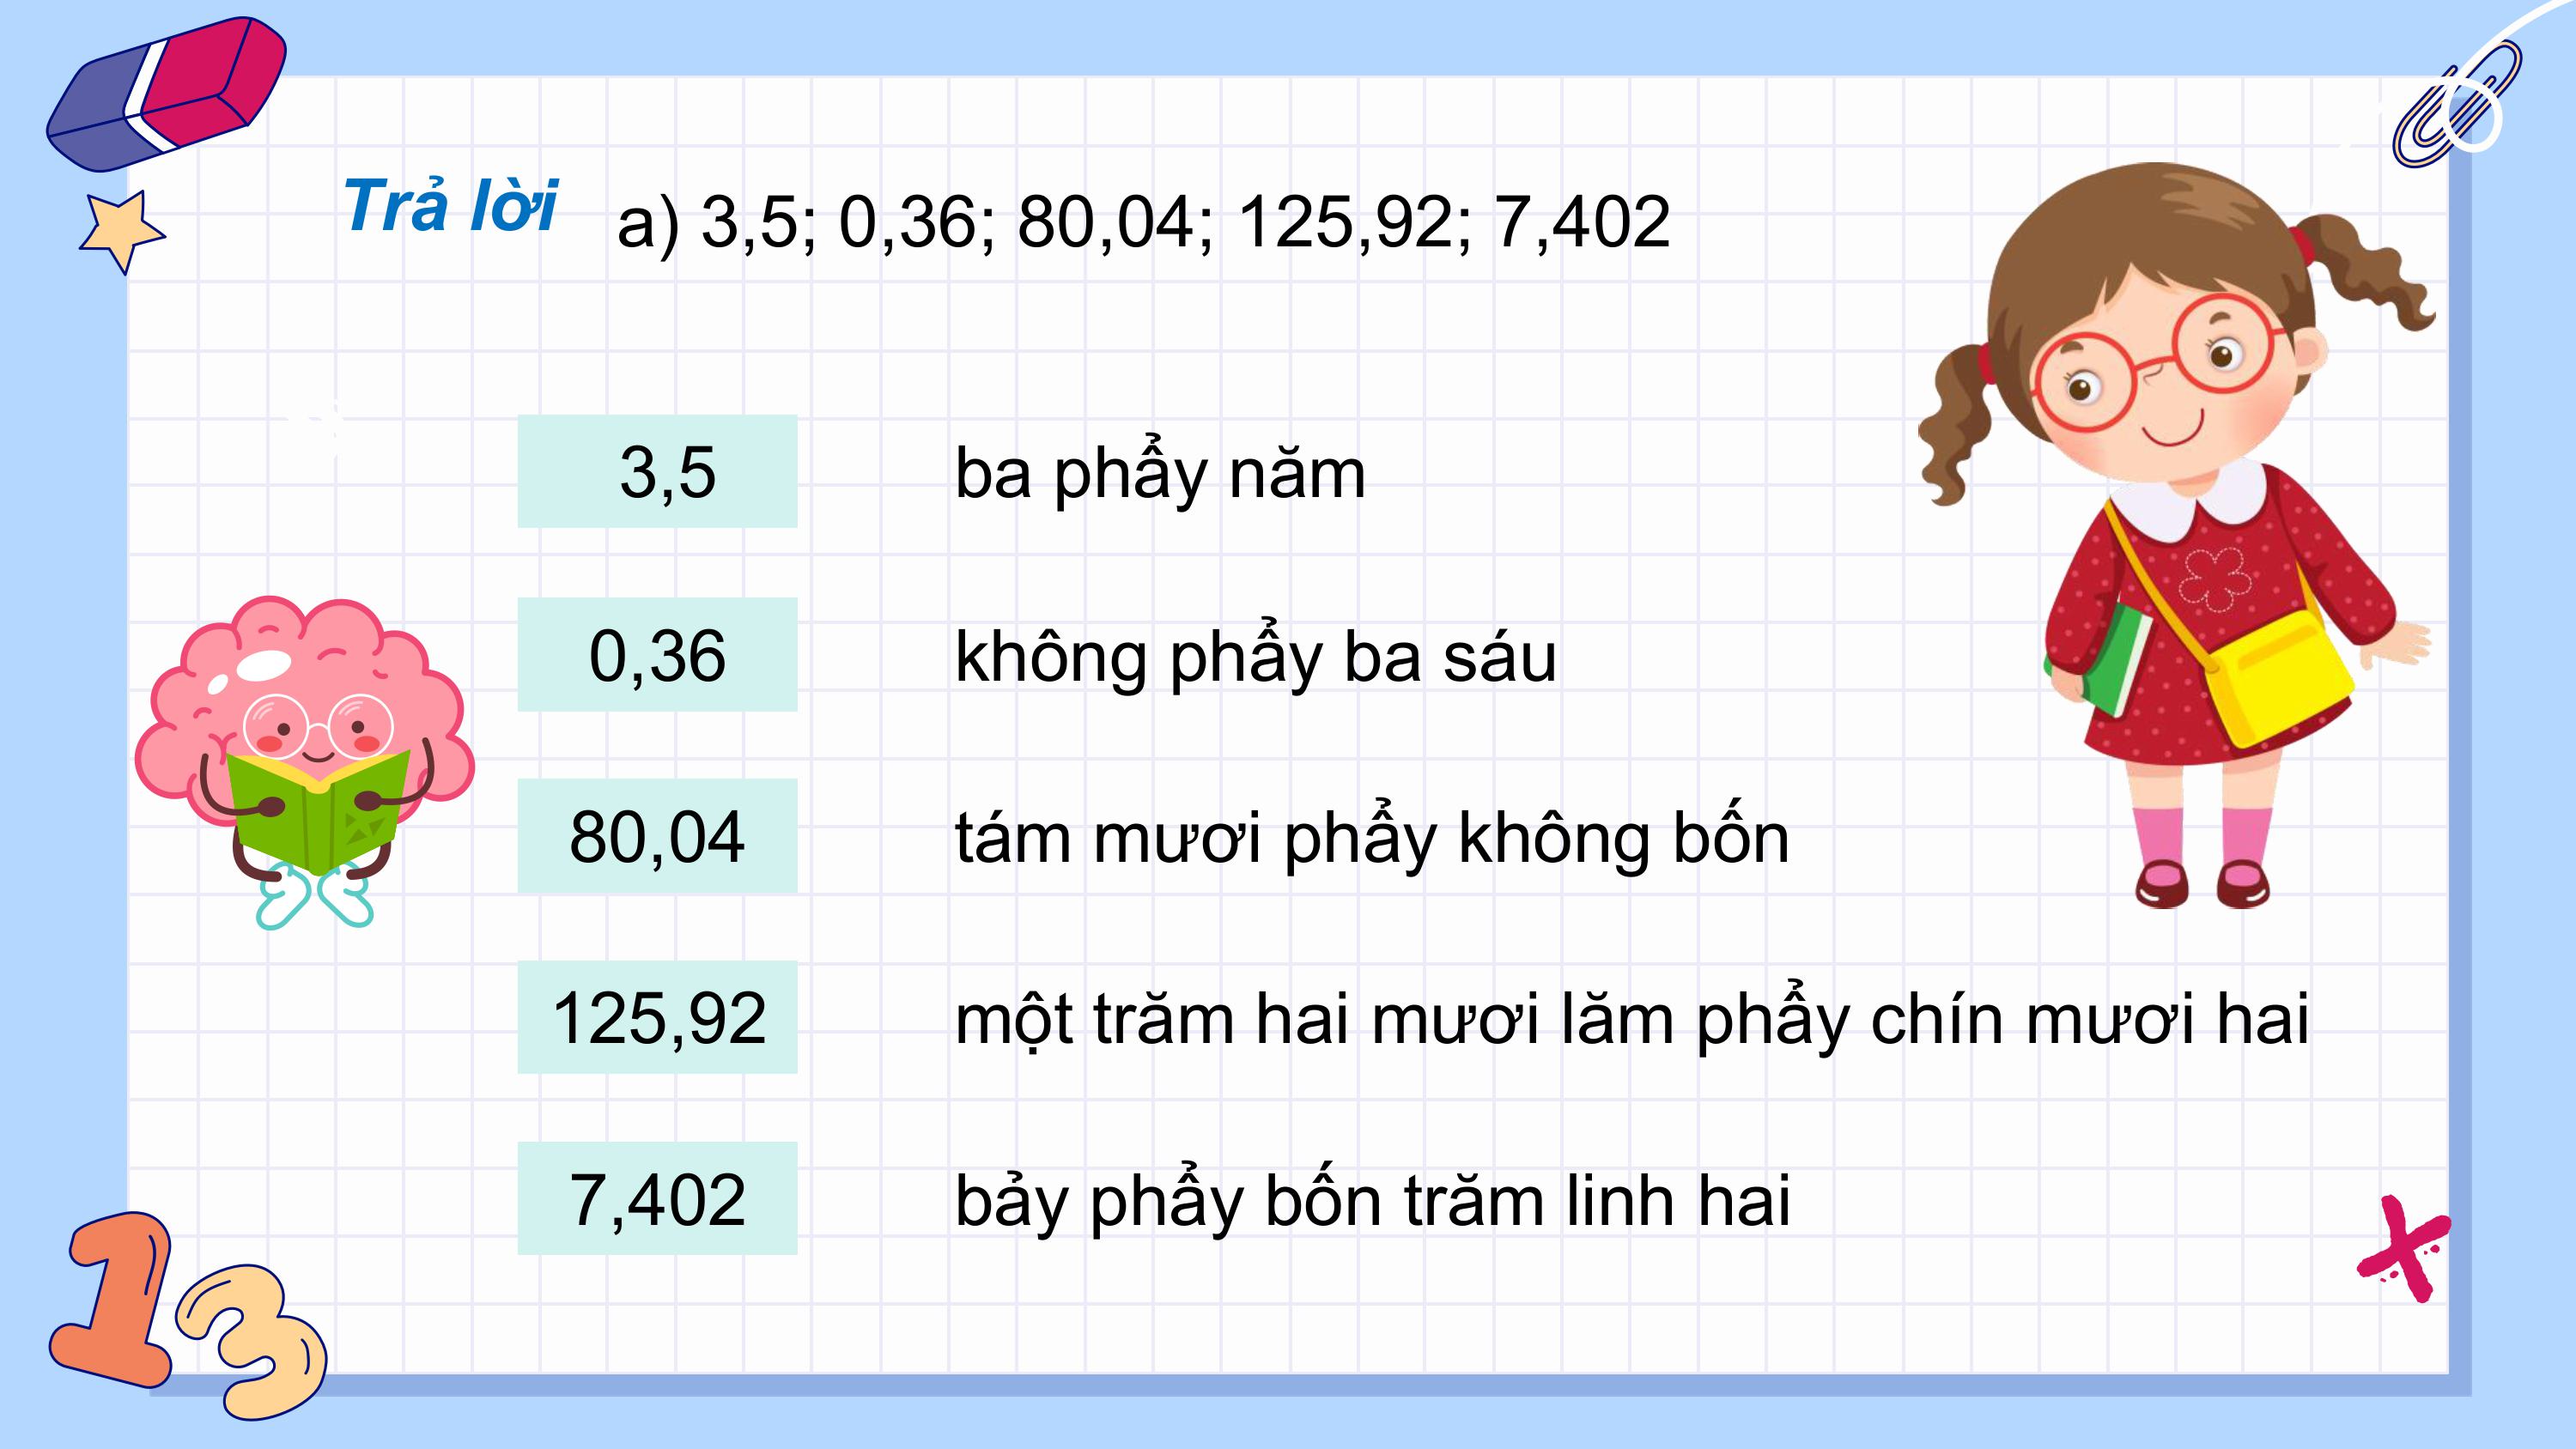 Trả lời
a) 3,5; 0,36; 80,04; 125,92; 7,402
3,5 ba phẩy năm
0,36 không phẩy ba sáu
80,04 tám mươi phẩy không bốn
125,92 một trăm hai mươi lăm phẩy chín mươi hai
7,402 bảy phẩy bốn trăm linh hai
1 3